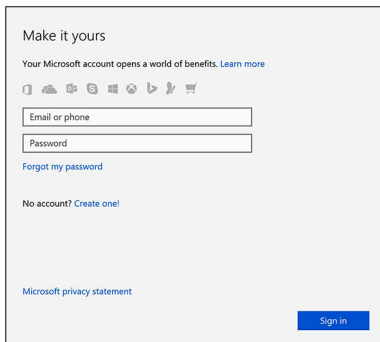 Make it yours
Your Microsoft account opens a world of benefits. Learn more
Email or phone
Password
Forgot my password
No account? Create one!
Microsoft privacy statement
Sign in